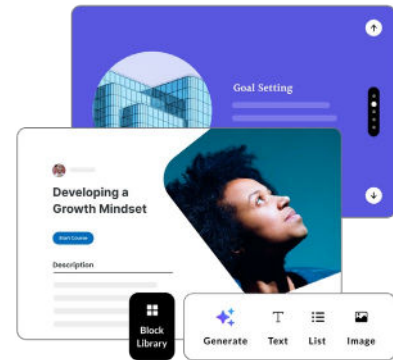 Goal Setting
Developing a
Growth Mindset
Start Course
Description
Block
Library
Generate
Text
List
Image